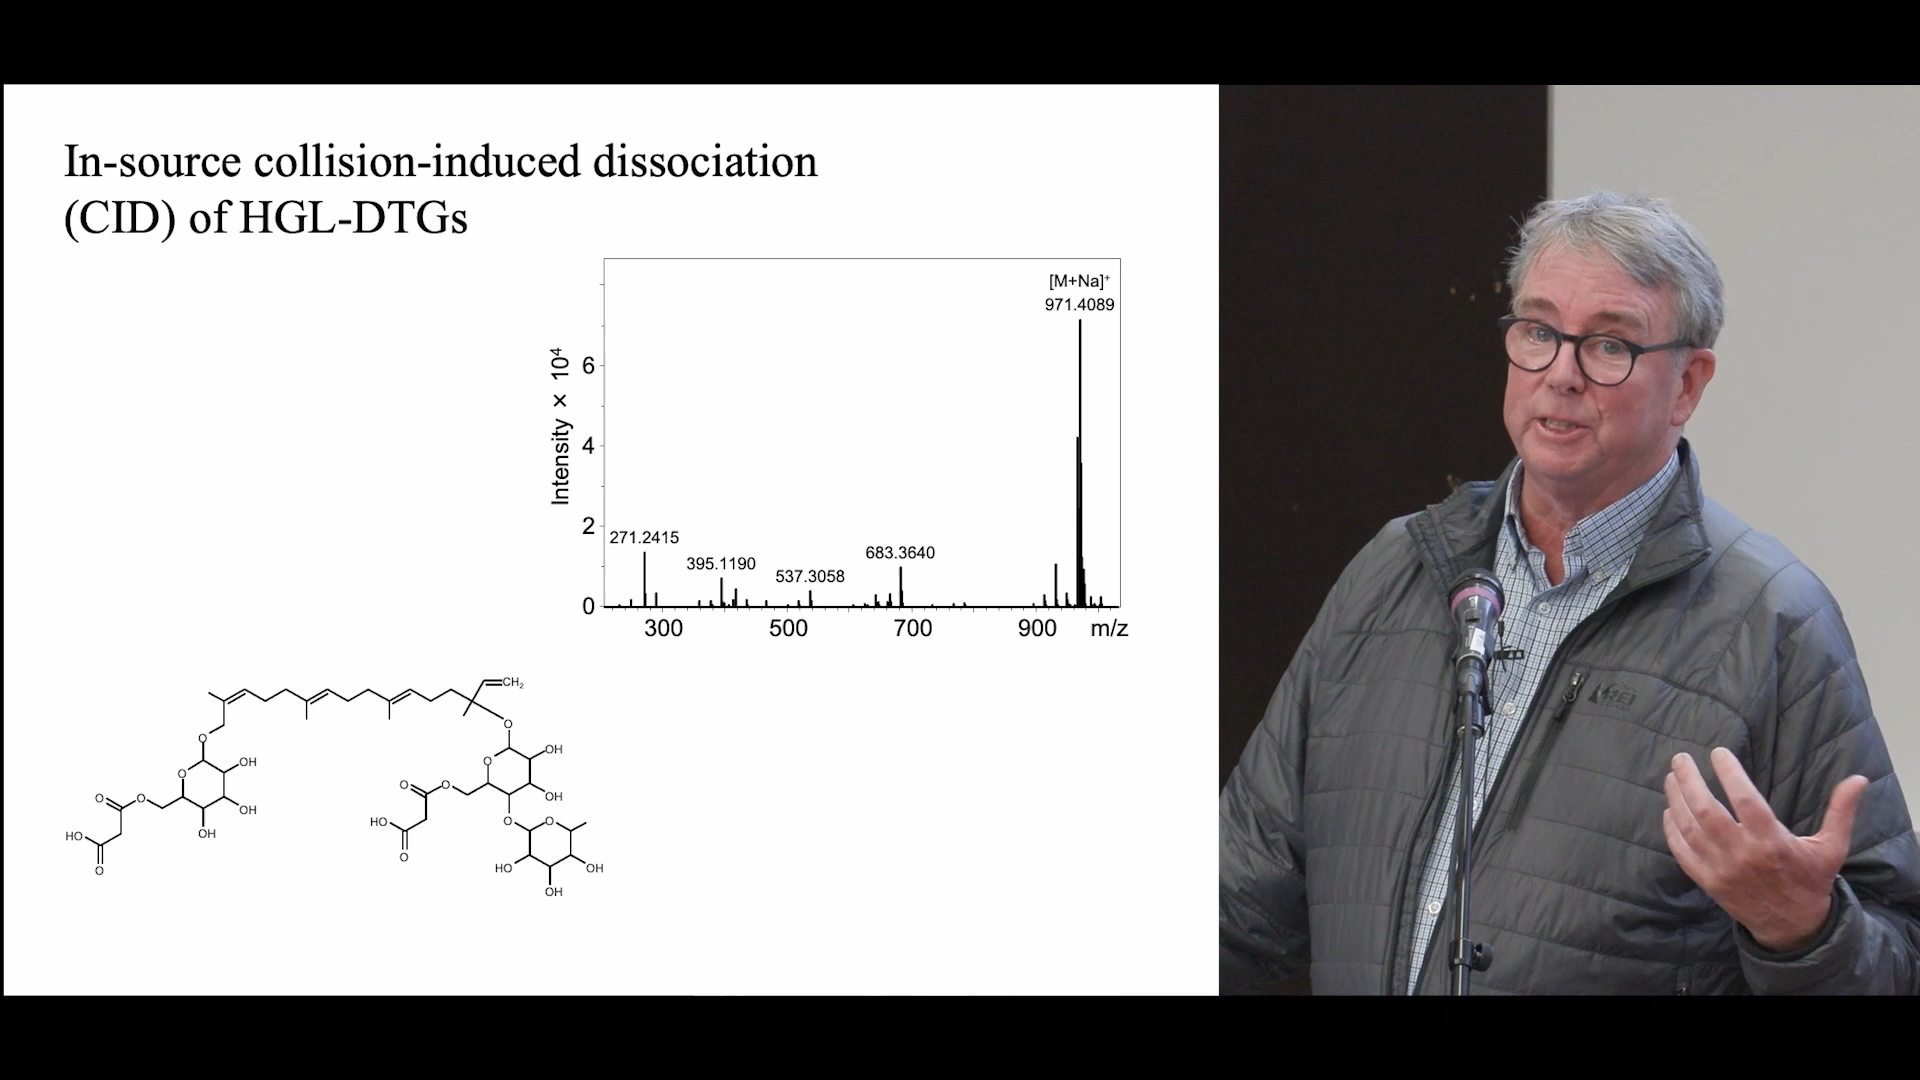 In-source collision-induced dissociation
(CID) of HGL-DTGs
[M+Na]+
971.4089
Intensity × 10⁴
6
4
2
0
271.2415
395.1190
537.3058
683.3640
300
500
700
900
m/z
CH₂
O
O
OH
O
OH
OH
O
O
HO
O
O
O
OH
OH
O
O
HO
O
O
O
HO
OH
OH
REI